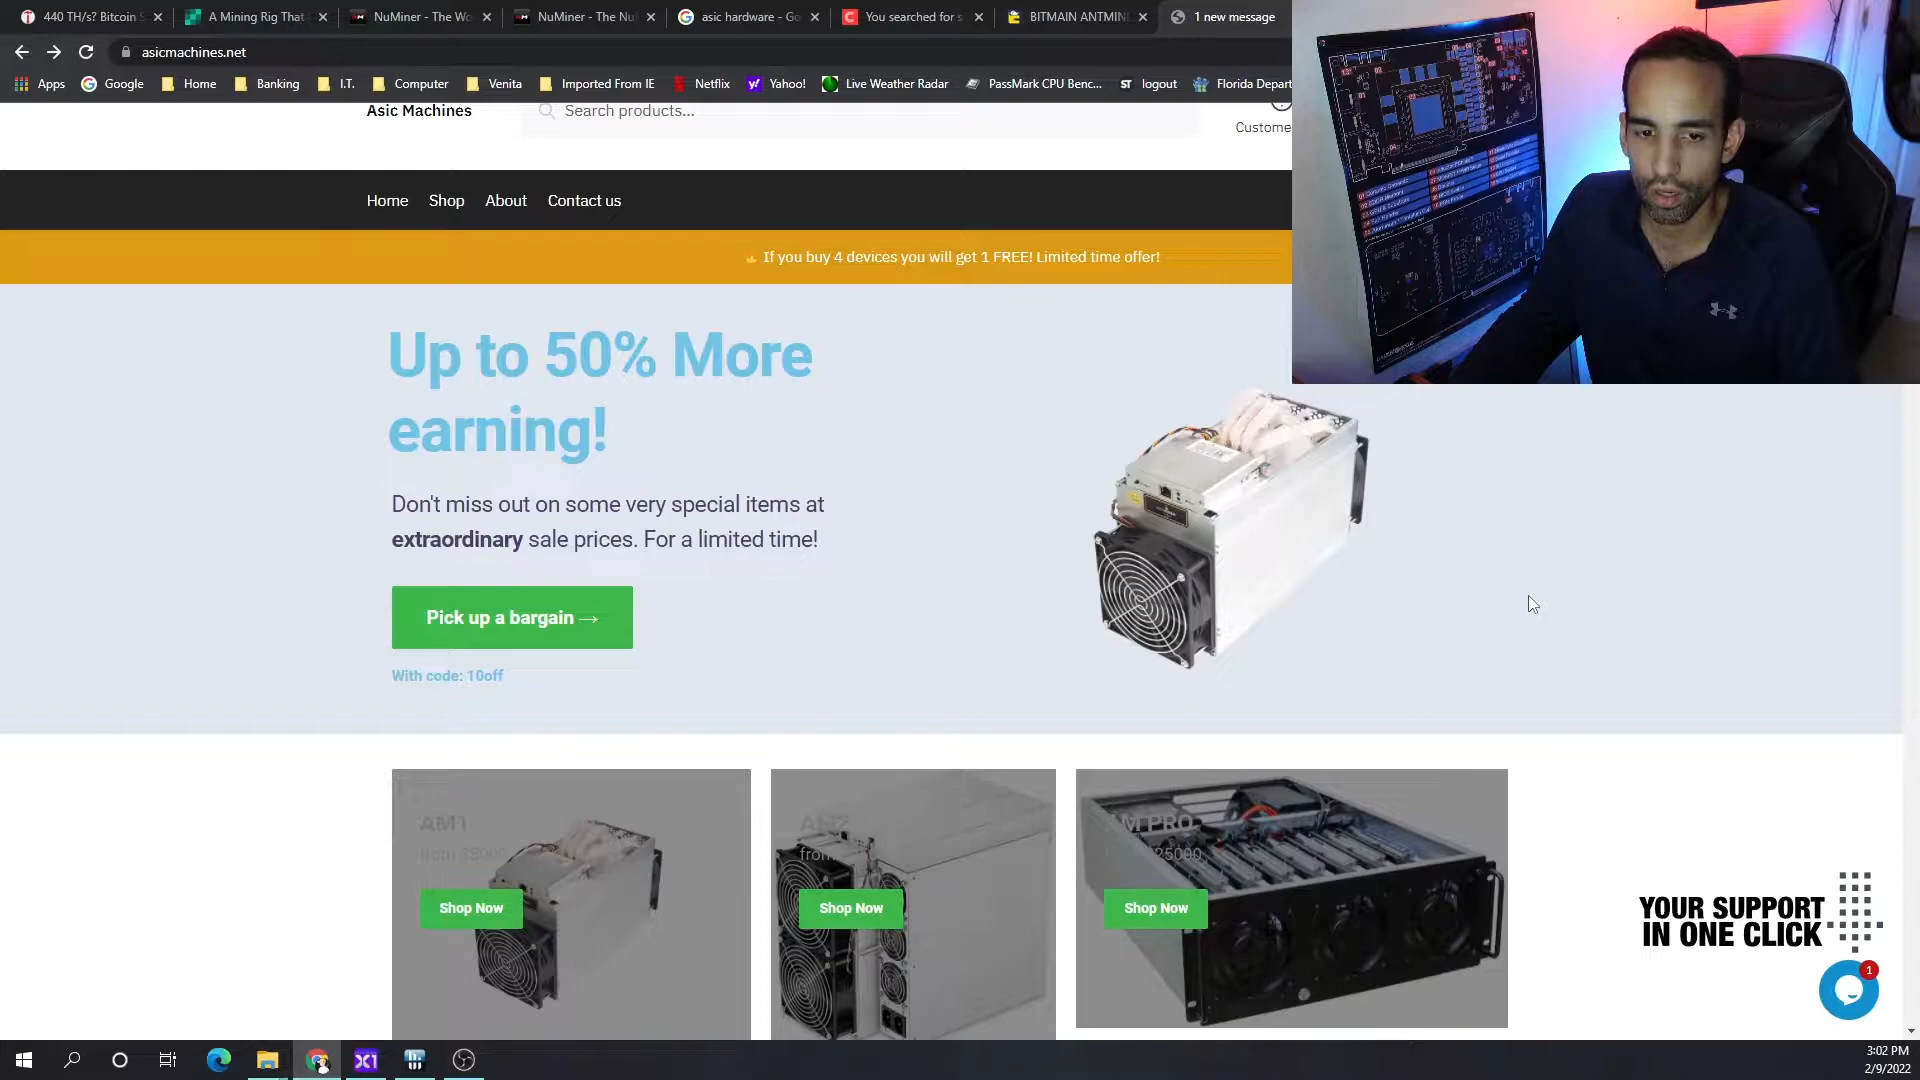 440 TH/s? Bitcoin S
A Mining Rig That
NuMiner - The Wo
NuMiner - The Nu
asic hardware - Go
You searched for s
BITMAIN ANTMIN
1 new message
asicmachines.net
Apps
Google
Home
Banking
I.T.
Computer
Venita
Imported From IE
Netflix
Yahoo!
Live Weather Radar
PassMark CPU Benc...
ST logout
Florida Depart
Asic Machines
Search products...
Custome
Home Shop About Contact us
If you buy 4 devices you will get 1 FREE! Limited time offer!
Up to 50% More
earning!
Don't miss out on some very special items at
extraordinary sale prices. For a limited time!
Pick up a bargain →
With code: 10off
AM1
from $5000
Shop Now
AM2
from
Shop Now
M PRO
25000
Shop Now
YOUR SUPPORT
IN ONE CLICK
1
X1
3:02 PM
2/9/2022